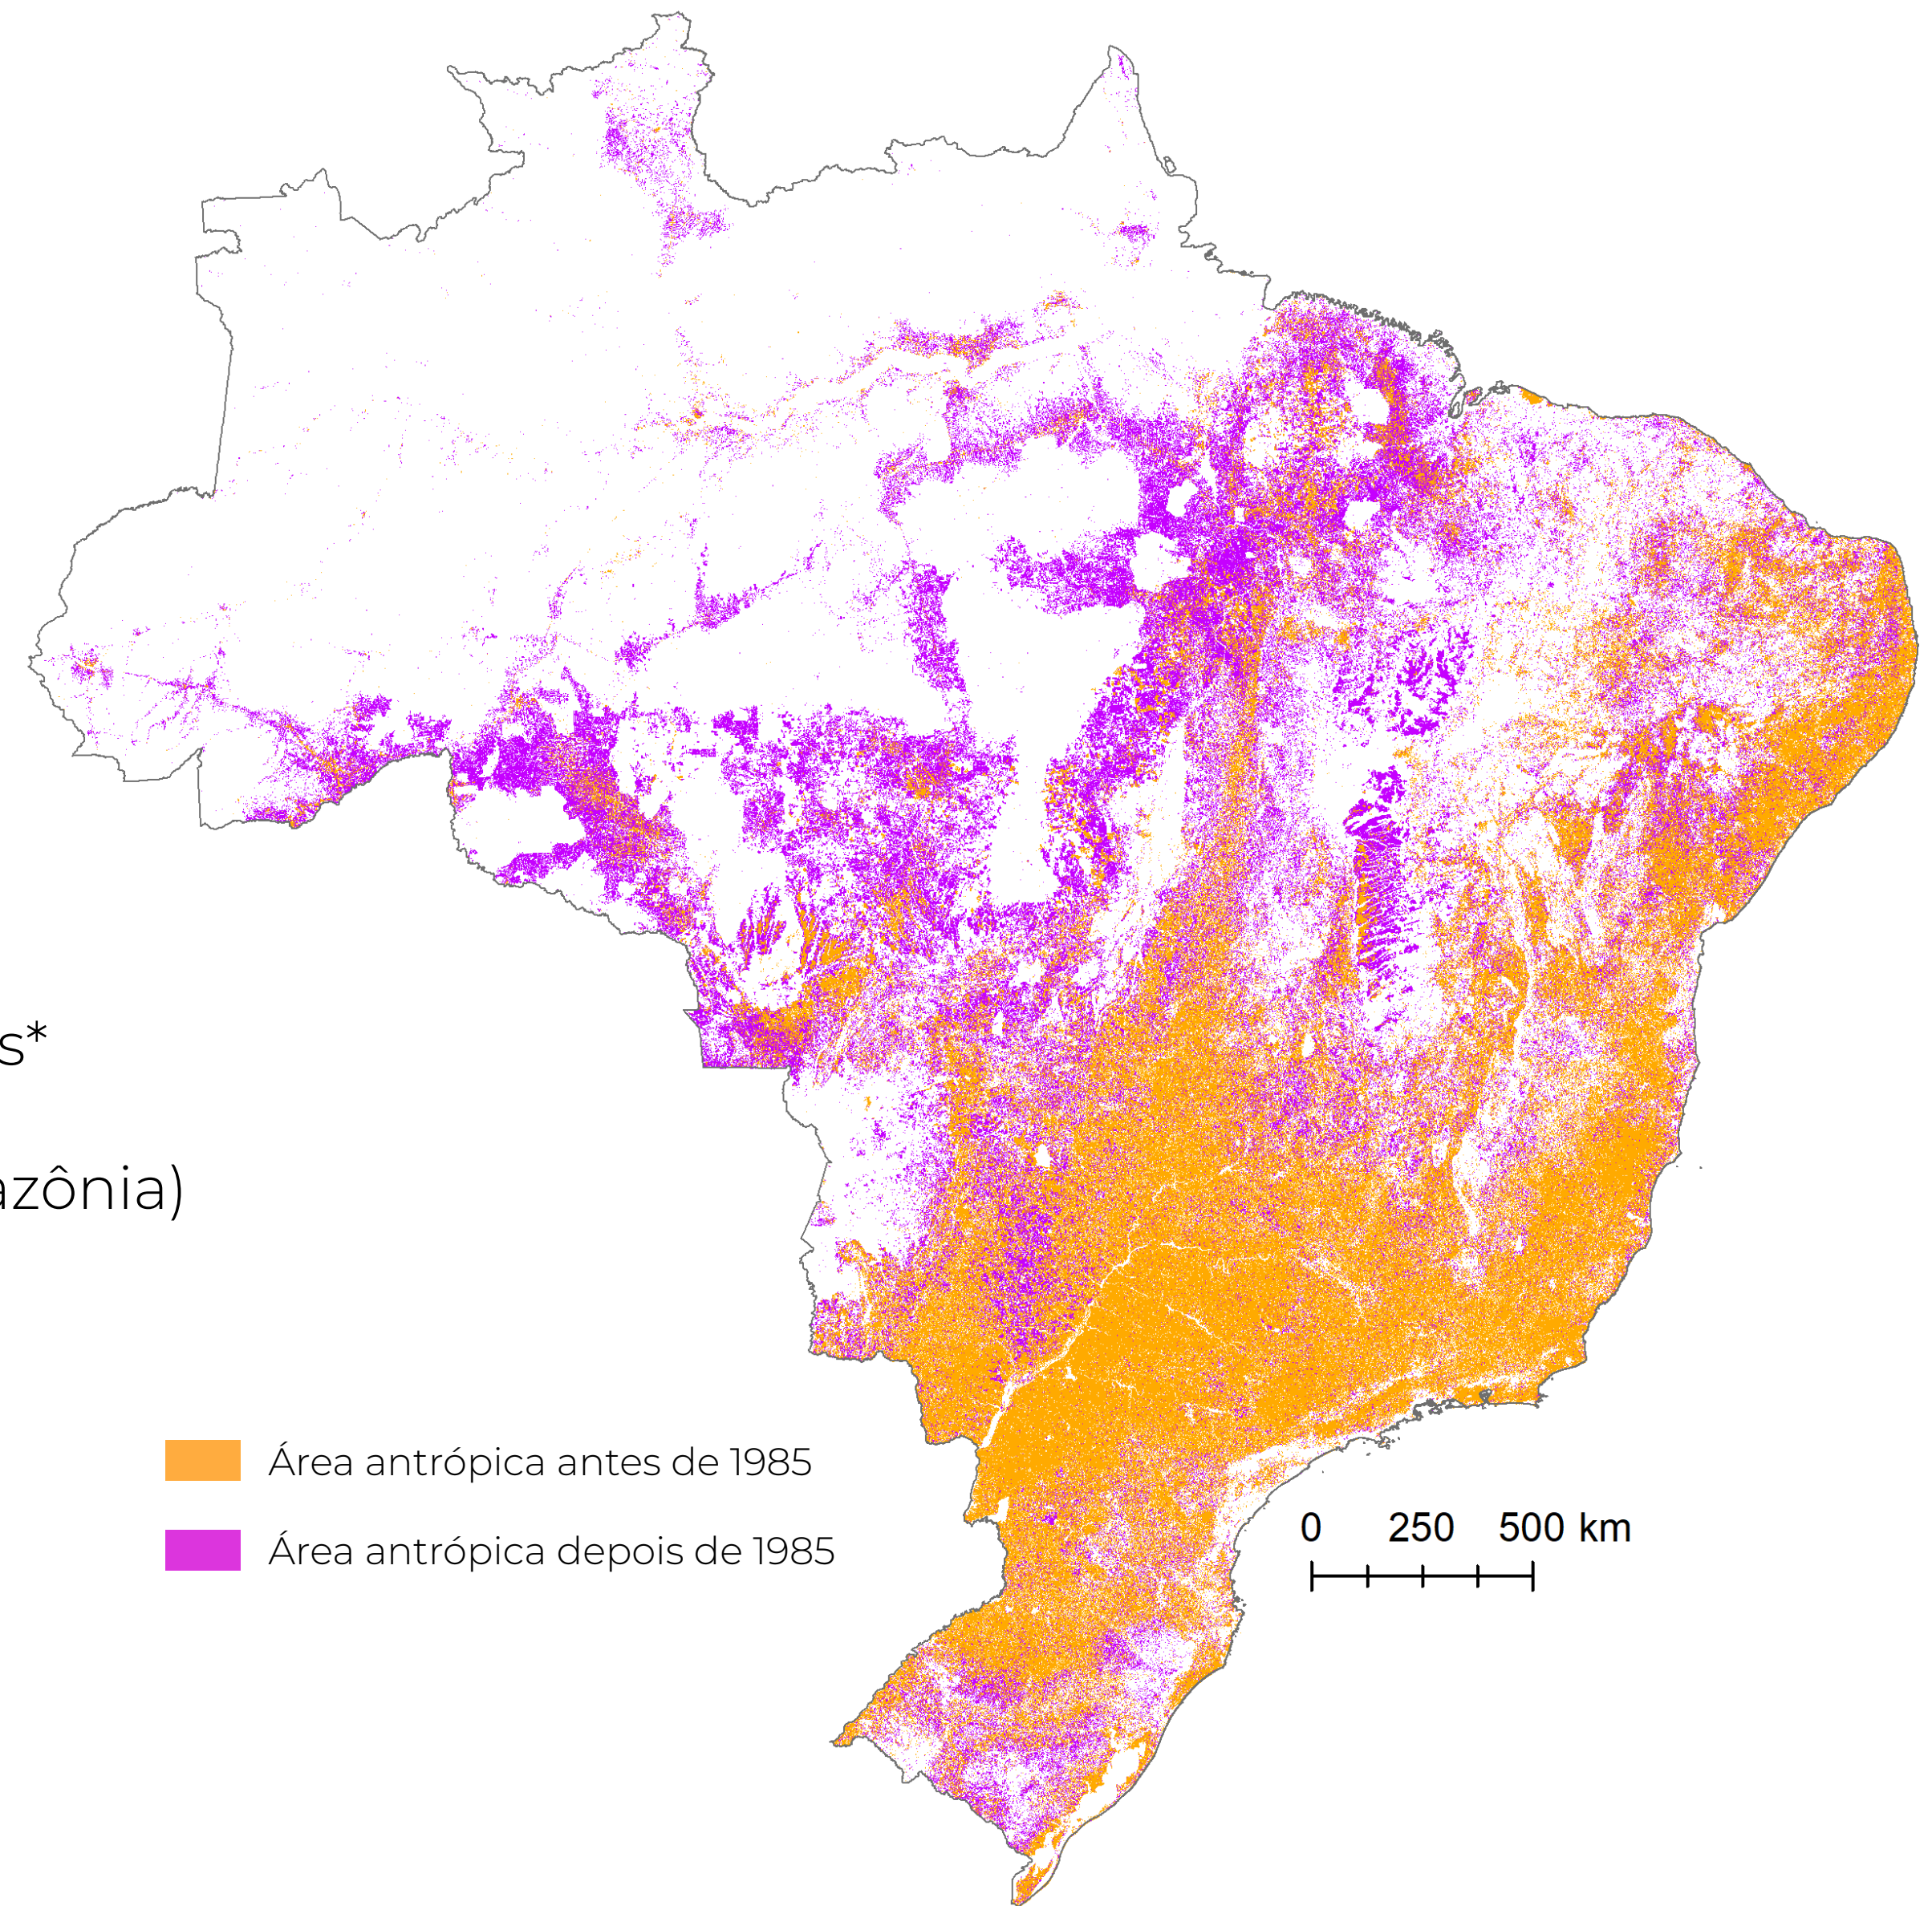 s*
azônia)
Área antrópica antes de 1985
Área antrópica depois de 1985
0 250 500 km